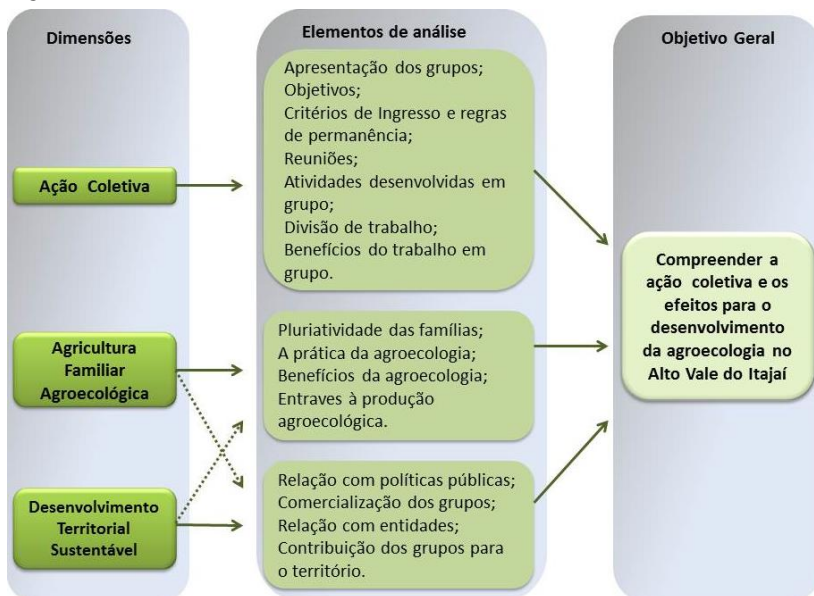 Dimensões
Elementos de análise
Objetivo Geral
Ação Coletiva
Apresentação dos grupos;
Objetivos;
Critérios de Ingresso e regras
de permanência;
Reuniões;
Atividades desenvolvidas em
grupo;
Divisão de trabalho;
Benefícios do trabalho em
grupo.
Agricultura
Familiar
Agroecológica
Pluriatividade das famílias;
A prática da agroecologia;
Benefícios da agroecologia;
Entraves à produção
agroecológica.
Desenvolvimento
Territorial
Sustentável
Relação com políticas públicas;
Comercialização dos grupos;
Relação com entidades;
Contribuição dos grupos para
o território.
Compreender a
ação coletiva e os
efeitos para o
desenvolvimento
da agroecologia no
Alto Vale do Itajaí